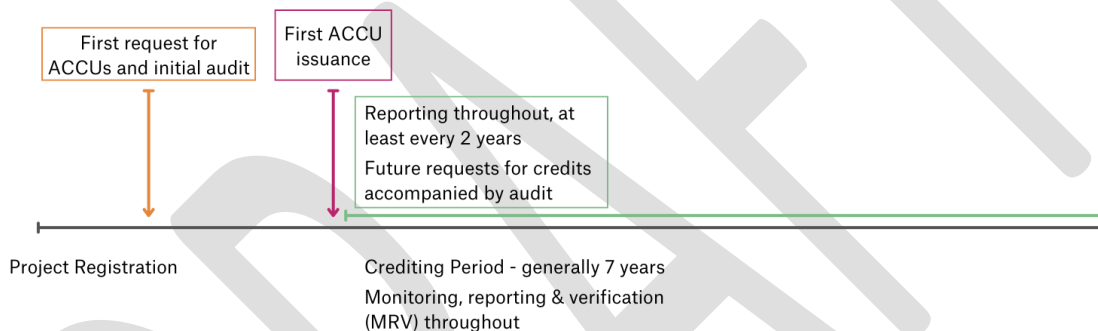 First request for
ACCUs and initial audit
First ACCU
issuance
Reporting throughout, at
least every 2 years
Future requests for credits
accompanied by audit
Project Registration
Crediting Period - generally 7 years
Monitoring, reporting & verification
(MRV) throughout
DRAFT